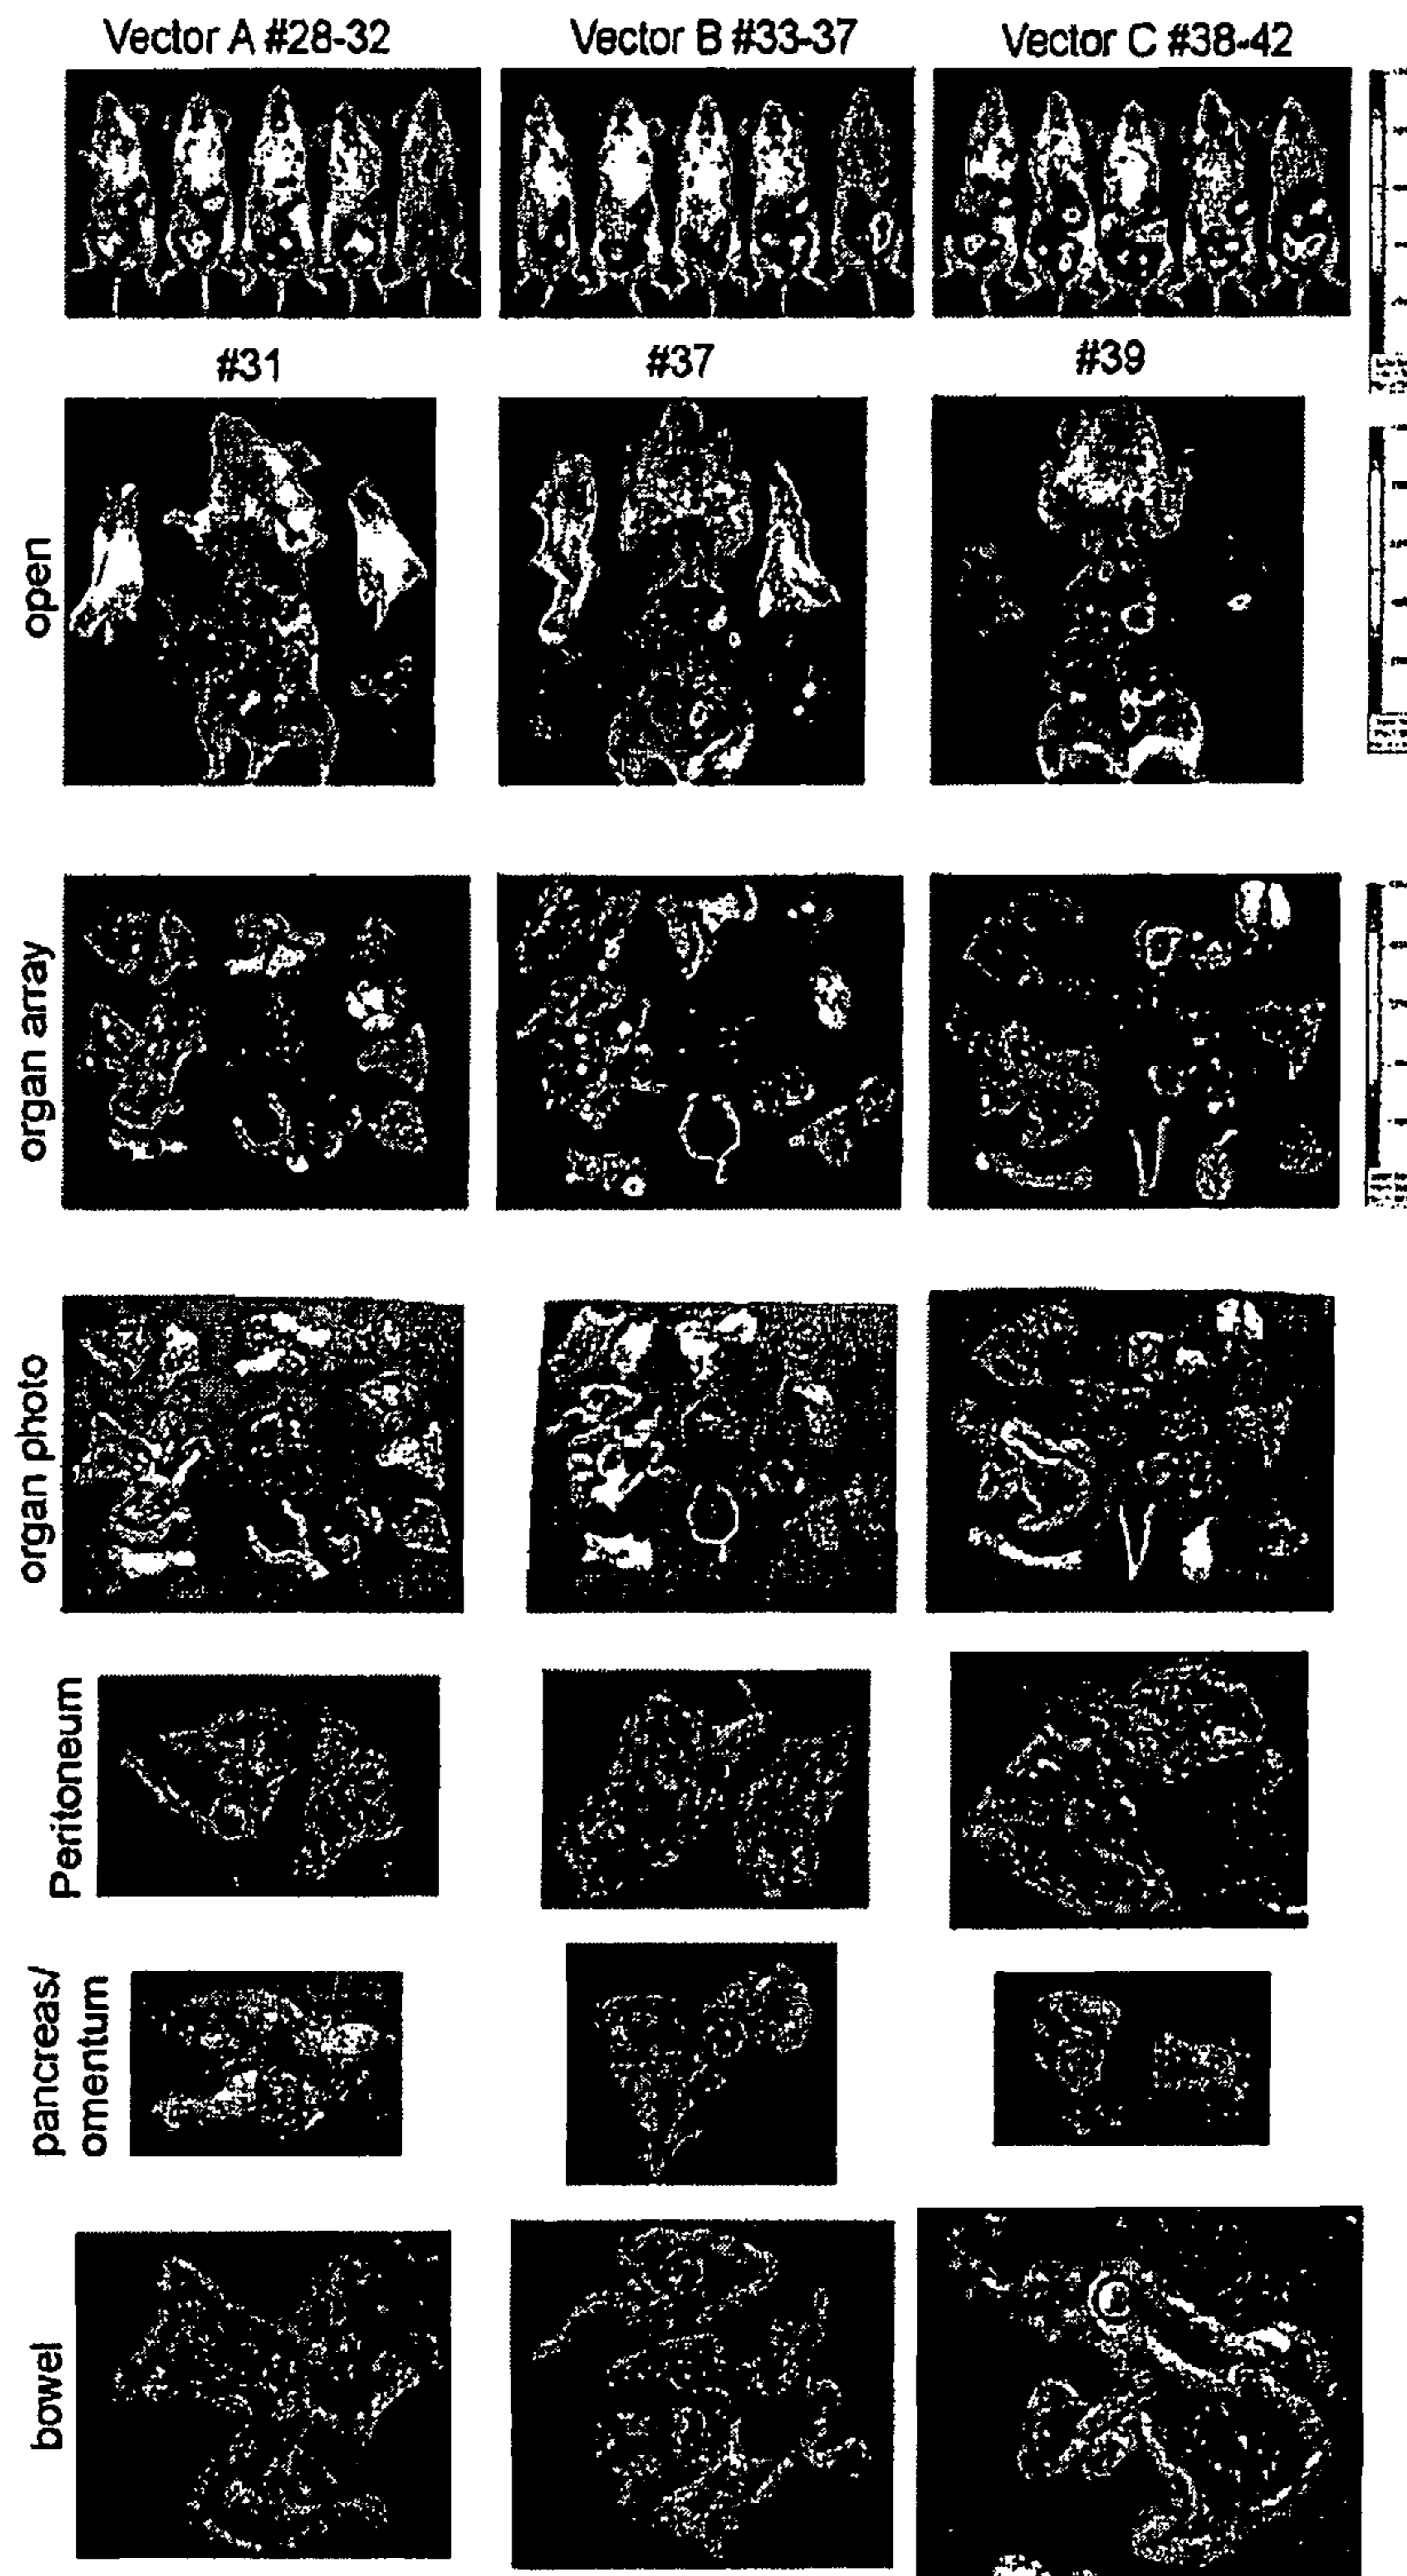 Vector A #28-32
Vector B #33-37
Vector C #38-42
#31
#37
#39
open
organ array
organ photo
Peritoneum
pancreas/
omentum
bowel